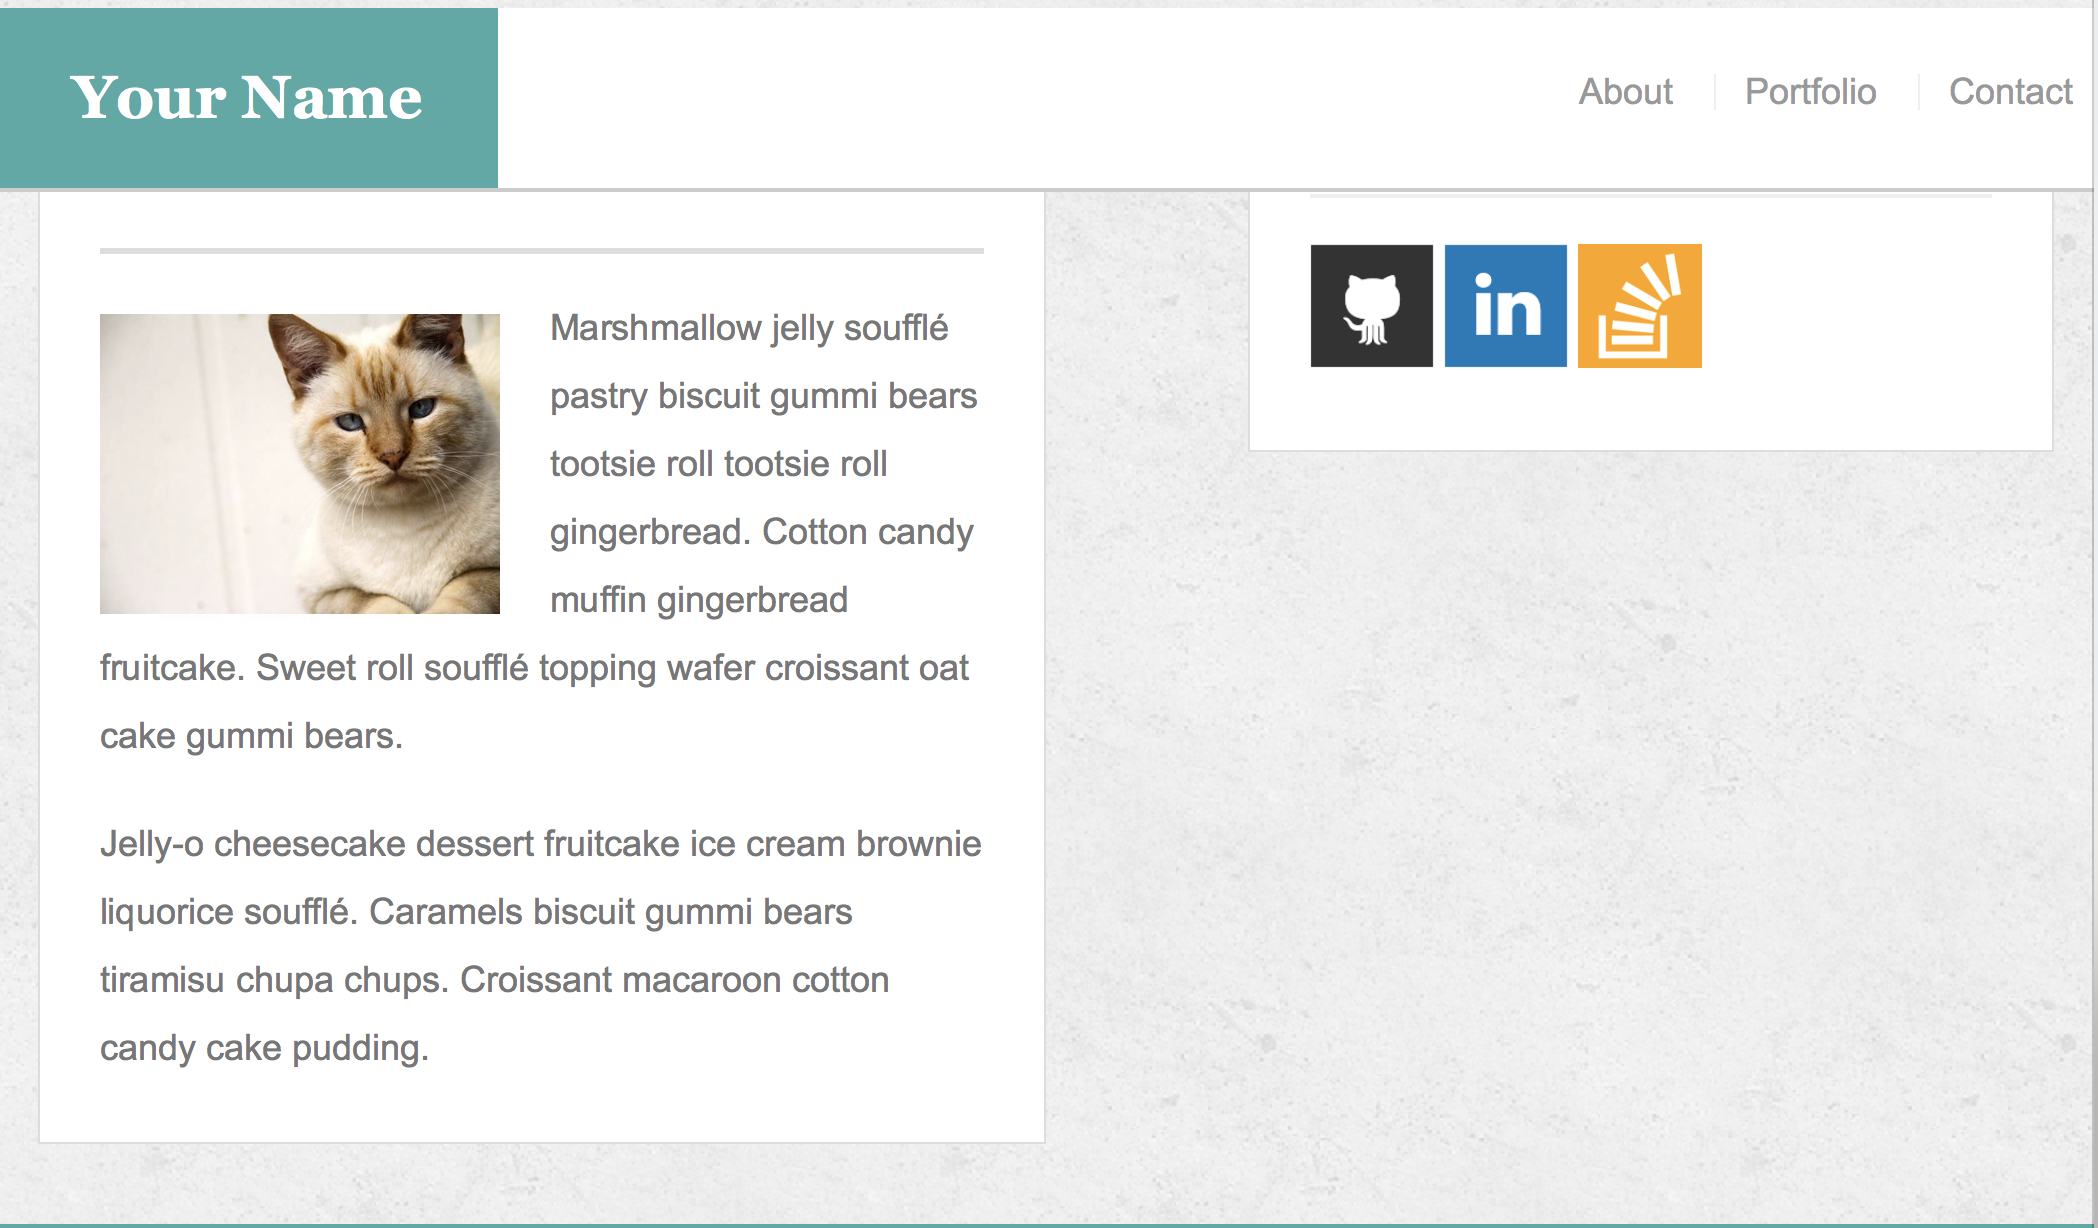 Your Name
About
Portfolio
Contact
Marshmallow jelly soufflé
pastry biscuit gummi bears
tootsie roll tootsie roll
gingerbread. Cotton candy
muffin gingerbread
fruitcake. Sweet roll soufflé topping wafer croissant oat
cake gummi bears.
Jelly-o cheesecake dessert fruitcake ice cream brownie
liquorice soufflé. Caramels biscuit gummi bears
tiramisu chupa chups. Croissant macaroon cotton
candy cake pudding.
in